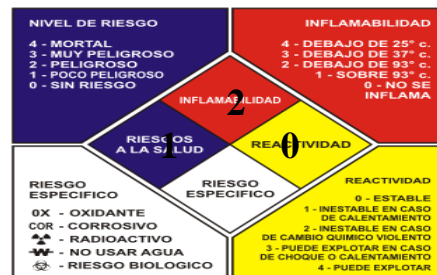 NIVEL DE RIESGO
4 - MORTAL
3 - MUY PELIGROSO
2 - PELIGROSO
1 - POCO PELIGROSO
0 - SIN RIESGO
INFLAMABILIDAD
4 - DEBAJO DE 25° c.
3 - DEBAJO DE 37° c.
2 - DEBAJO DE 93° c.
1 - SOBRE 93° c.
0 - NO SE
INFLAMA
INFLAMABILIDAD
2
RIESGOS
A LA SALUD
1
REACTIVIDAD
0
RIESGO
ESPECIFICO
RIESGO
ESPECIFICO
OX - OXIDANTE
COR - CORROSIVO
- RADIOACTIVO
W - NO USAR AGUA
- RIESGO BIOLOGICO
REACTIVIDAD
0 - ESTABLE
1 - INESTABLE EN CASO
DE CALENTAMIENTO
2 - INESTABLE EN CASO
DE CAMBIO QUIMICO VIOLENTO
3 - PUEDE EXPLOTAR EN CASO
DE CHOQUE O CALENTAMIENTO
4 - PUEDE EXPLOTAR